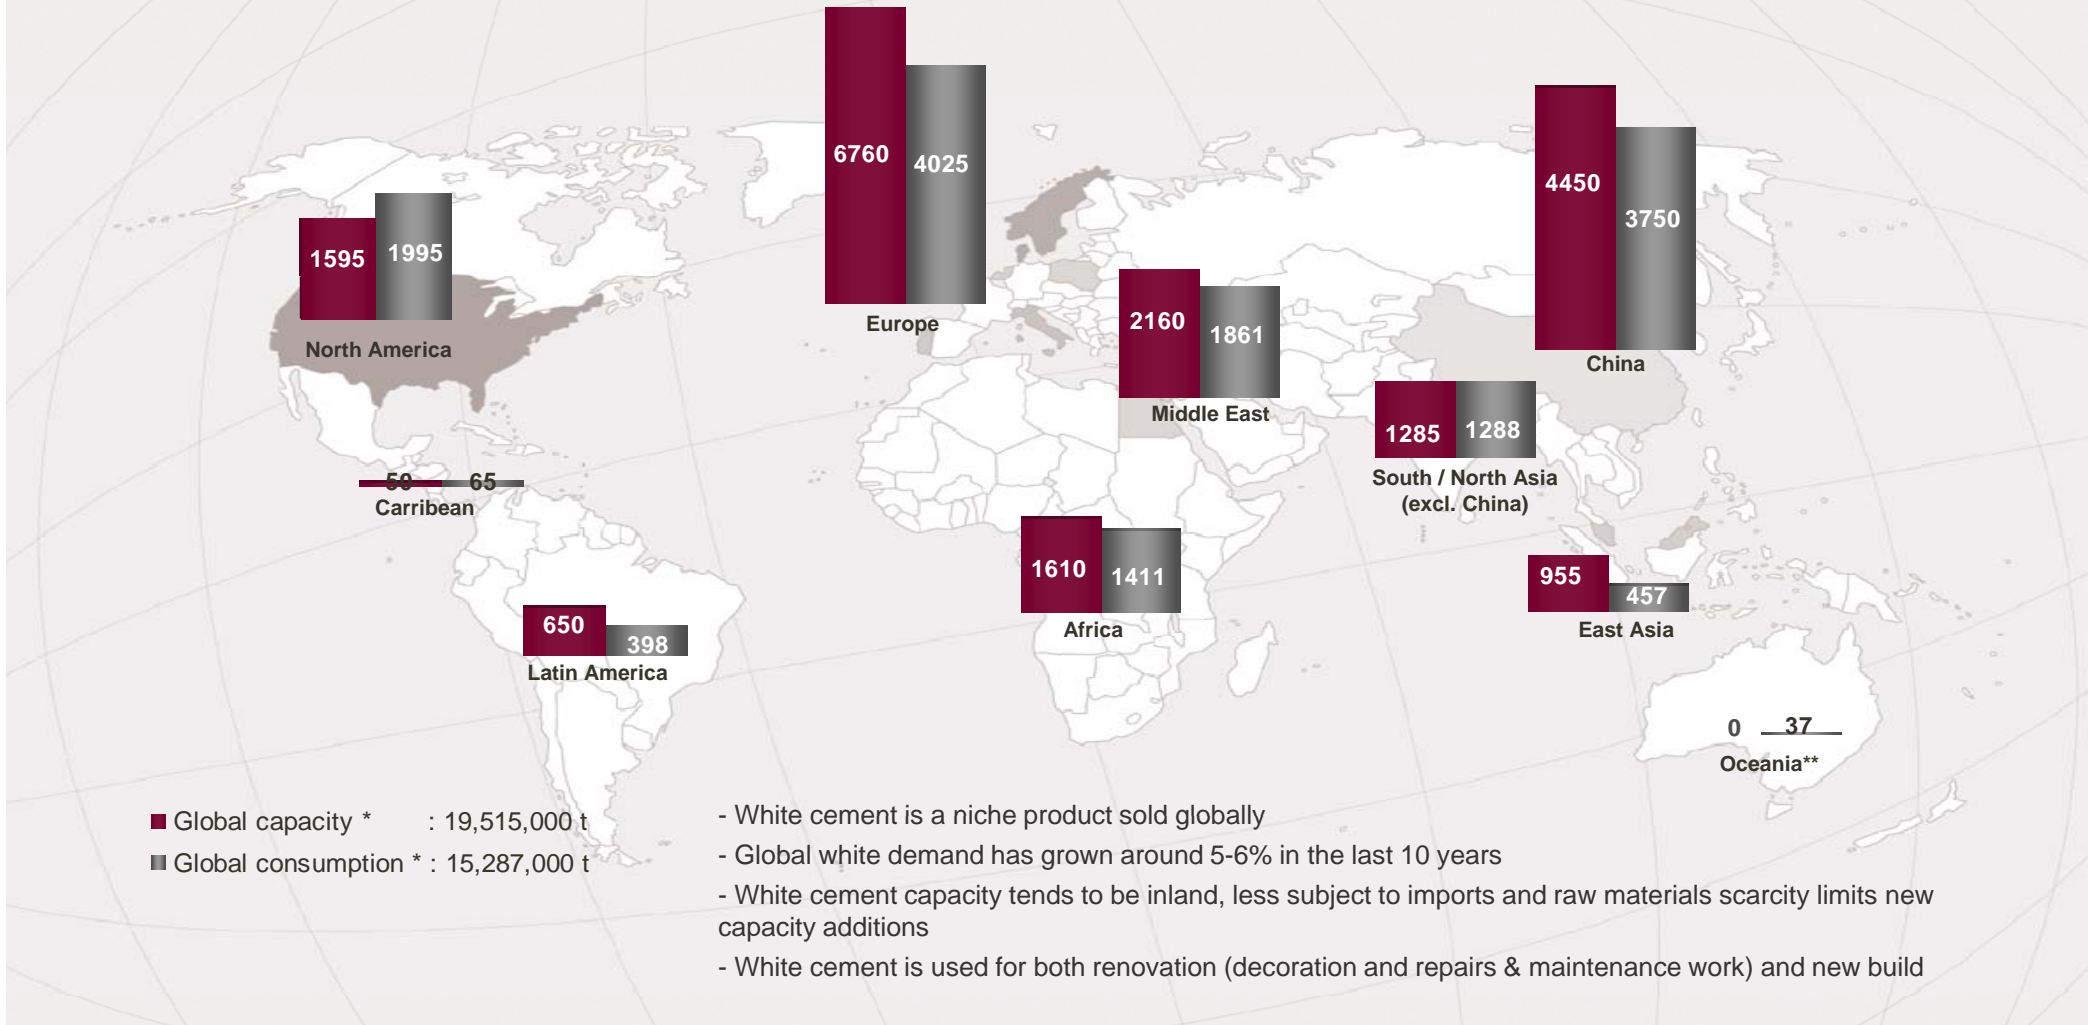 6760
4025
Europe
4450
3750
China
1595
1995
North America
2160
1861
Middle East
1285
1288
South / North Asia
(excl. China)
50
65
Carribean
1610
1411
Africa
955
457
East Asia
650
398
Latin America
0
37
Oceania**
Global capacity * : 19,515,000 t
Global consumption * : 15,287,000 t
- White cement is a niche product sold globally
- Global white demand has grown around 5-6% in the last 10 years
- White cement capacity tends to be inland, less subject to imports and raw materials scarcity limits new
capacity additions
- White cement is used for both renovation (decoration and repairs & maintenance work) and new build